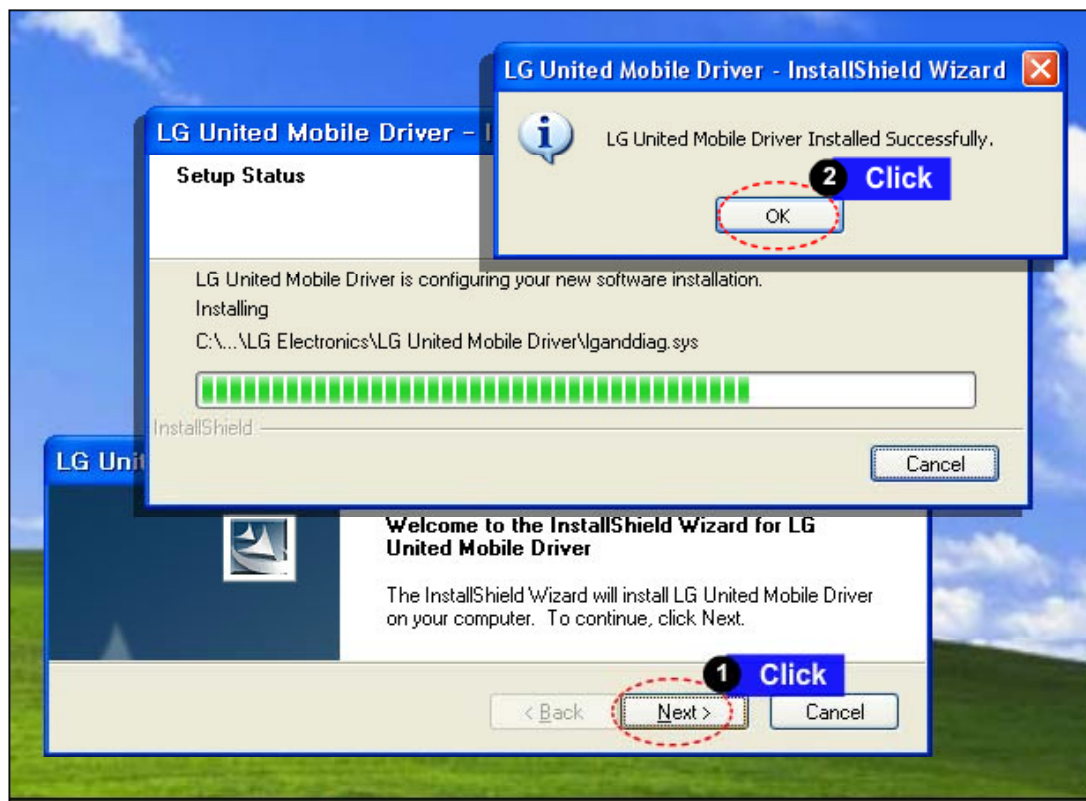 LG United Mobile Driver - InstallShield Wizard
LG United Mobile Driver Installed Successfully.
2 Click
OK
LG United Mobile Driver -
Setup Status
LG United Mobile Driver is configuring your new software installation.
Installing
C:\...\LG Electronics\LG United Mobile Driver\lganddiag.sys
InstallShield
Cancel
LG Unit
Welcome to the InstallShield Wizard for LG
United Mobile Driver
The InstallShield Wizard will install LG United Mobile Driver
on your computer. To continue, click Next.
1 Click
< Back
Next >
Cancel